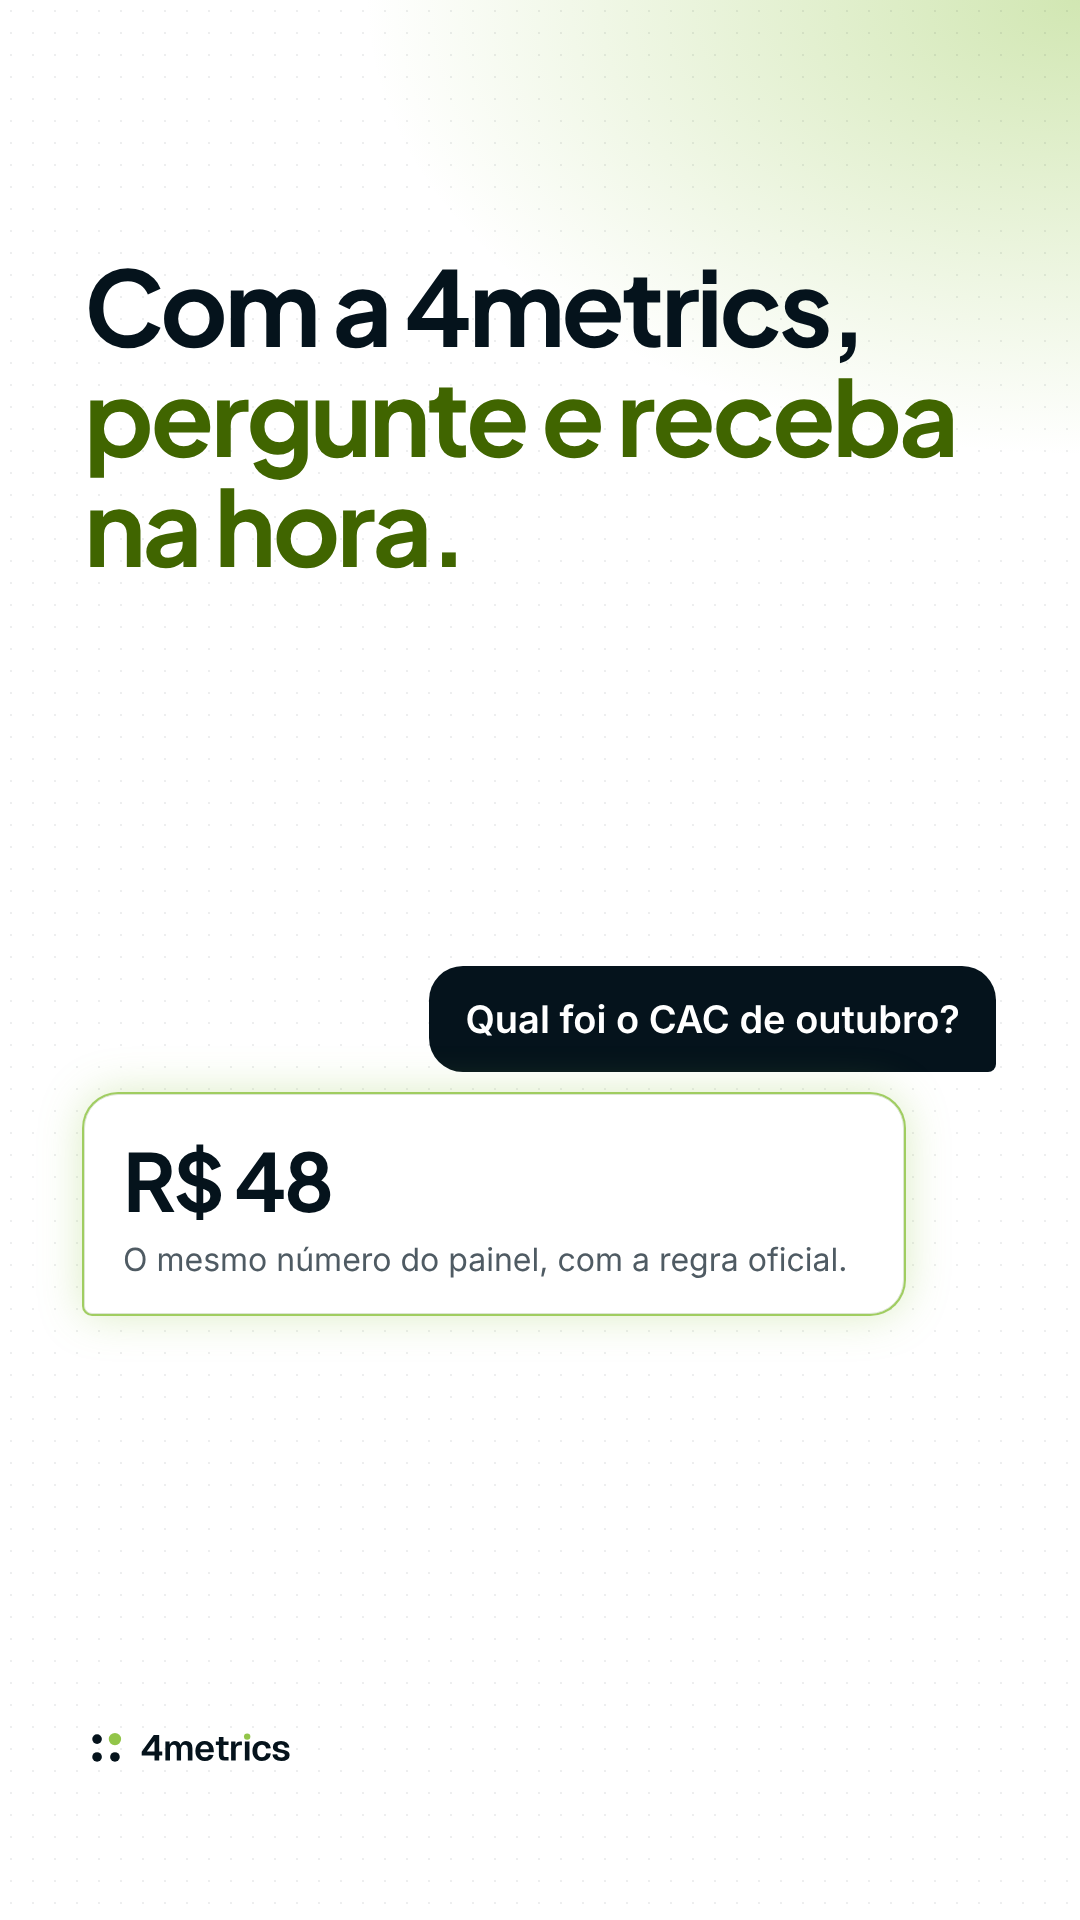 Com a 4metrics,
pergunte e receba
na hora.
Qual foi o CAC de outubro?
R$ 48
O mesmo número do painel, com a regra oficial.
4metrics